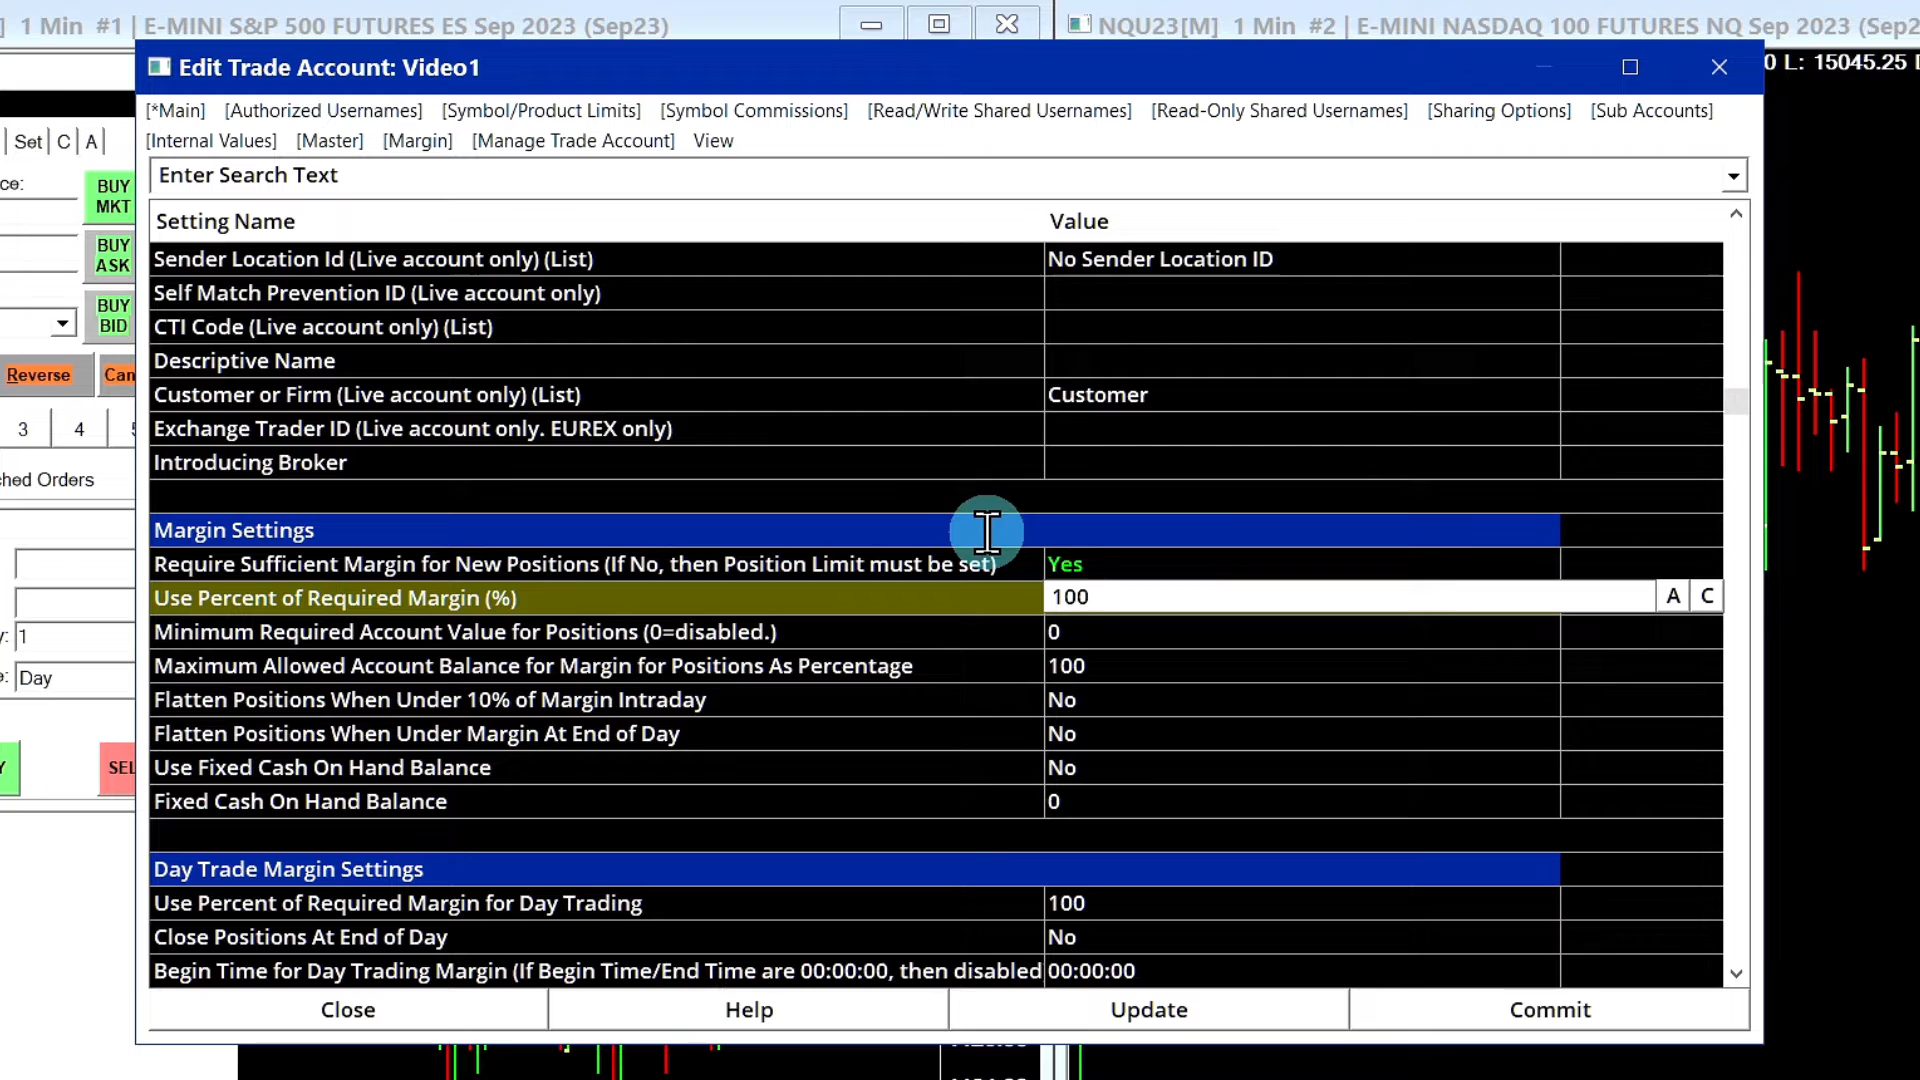 ] 1 Min #1 | E-MINI S&P 500 FUTURES ES Sep 2023 (Sep23)
NQU23[M] 1 Min #2 | E-MINI NASDAQ 100 FUTURES NQ Sep 2023 (Sep2
0 L: 15045.25
Edit Trade Account: Video1
[*Main] [Authorized Usernames] [Symbol/Product Limits] [Symbol Commissions] [Read/Write Shared Usernames] [Read-Only Shared Usernames] [Sharing Options] [Sub Accounts]
[Internal Values] [Master] [Margin] [Manage Trade Account] View
Enter Search Text
Setting Name Value
Sender Location Id (Live account only) (List) No Sender Location ID
Self Match Prevention ID (Live account only)
CTI Code (Live account only) (List)
Descriptive Name
Customer or Firm (Live account only) (List) Customer
Exchange Trader ID (Live account only. EUREX only)
Introducing Broker
Margin Settings
Require Sufficient Margin for New Positions (If No, then Position Limit must be set) Yes
Use Percent of Required Margin (%) 100 A C
Minimum Required Account Value for Positions (0=disabled.) 0
Maximum Allowed Account Balance for Margin for Positions As Percentage 100
Flatten Positions When Under 10% of Margin Intraday No
Flatten Positions When Under Margin At End of Day No
Use Fixed Cash On Hand Balance No
Fixed Cash On Hand Balance 0
Day Trade Margin Settings
Use Percent of Required Margin for Day Trading 100
Close Positions At End of Day No
Begin Time for Day Trading Margin (If Begin Time/End Time are 00:00:00, then disabled 00:00:00
Close Help Update Commit
Set C A
ce:
BUY
MKT
BUY
ASK
BUY
BID
Reverse Can
3 4
hed Orders
y: 1
e: Day
Y SEL